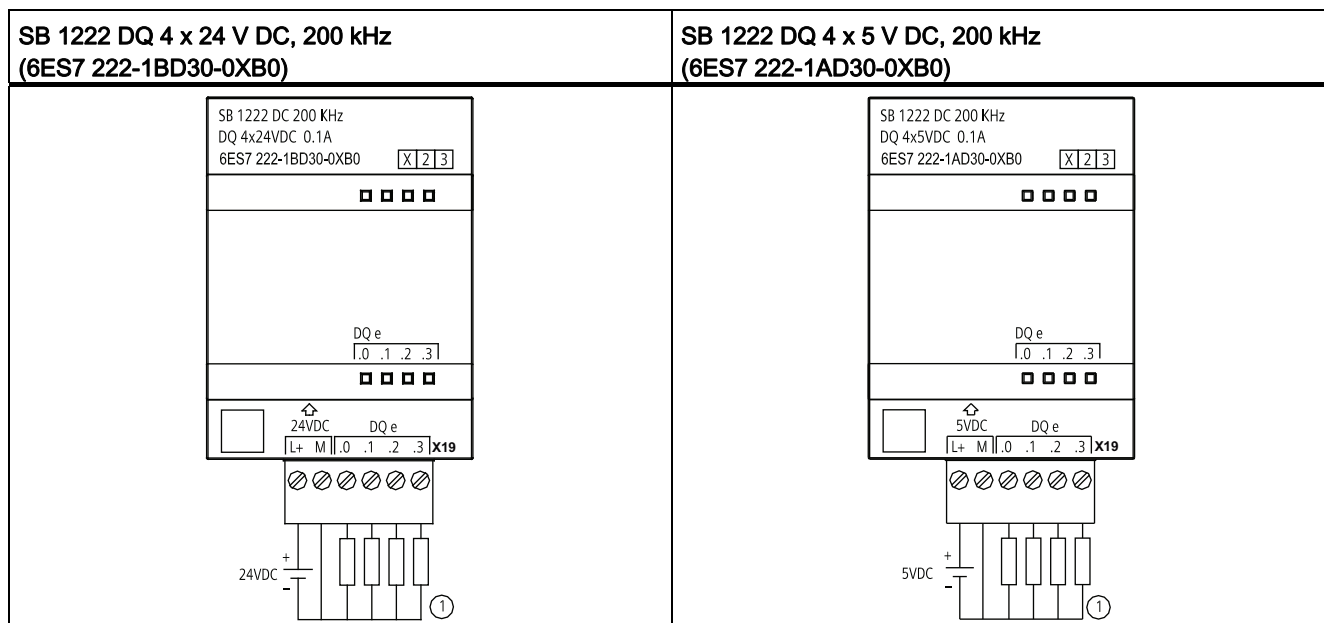 SB 1222 DQ 4 x 24 V DC, 200 kHz
(6ES7 222-1BD30-0XB0)
SB 1222 DQ 4 x 5 V DC, 200 kHz
(6ES7 222-1AD30-0XB0)
SB 1222 DC 200 KHz
DQ 4x24VDC 0.1A
6ES7 222-1BD30-0XB0 X 2 3
DQ e
.0 .1 .2 .3
24VDC DQ e
L+ M .0 .1 .2 .3 X19
+
24VDC
–
1
SB 1222 DC 200 KHz
DQ 4x5VDC 0.1A
6ES7 222-1AD30-0XB0 X 2 3
DQ e
.0 .1 .2 .3
5VDC DQ e
L+ M .0 .1 .2 .3 X19
+
5VDC
–
1